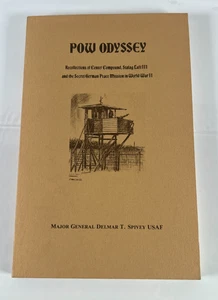 POW ODYSSEY
Recollections of Center Compound, Stalag Luft III
and the Secret German Peace Mission in World War II
MAJOR GENERAL DELMAR T. SPIVEY USAF